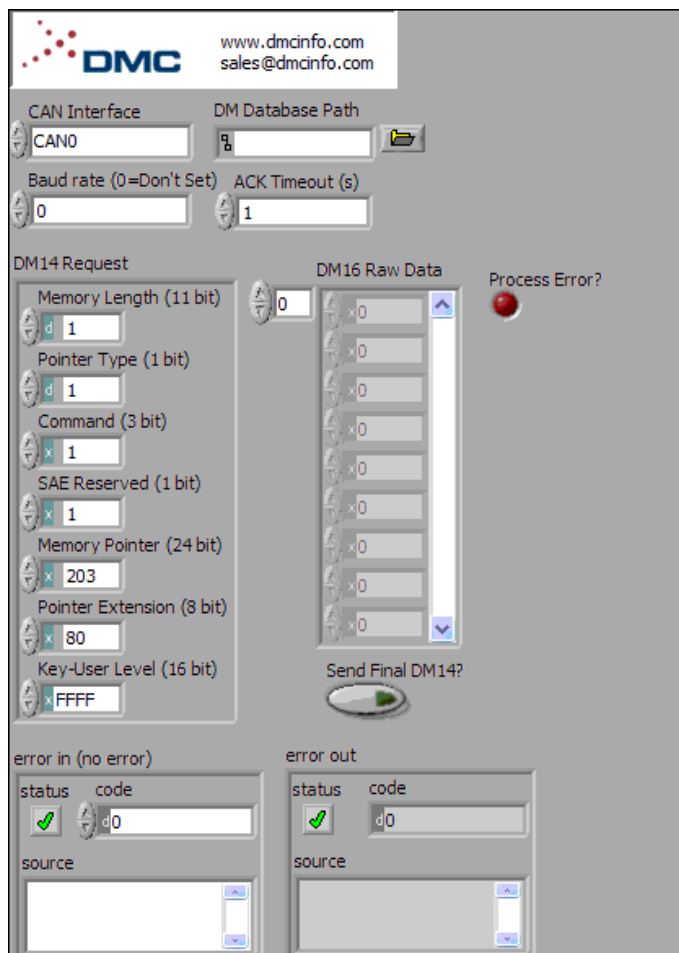 DMC
www.dmcinfo.com
sales@dmcinfo.com
CAN Interface
DM Database Path
CAN0
Baud rate (0=Don't Set)
ACK Timeout (s)
0
1
DM14 Request
DM16 Raw Data
Process Error?
Memory Length (11 bit)
d 1
0
x0
x0
x0
x0
x0
x0
x0
x0
x0
Pointer Type (1 bit)
d 1
Command (3 bit)
x 1
SAE Reserved (1 bit)
x 1
Memory Pointer (24 bit)
x 203
Pointer Extension (8 bit)
x 80
Key-User Level (16 bit)
x FFFF
Send Final DM14?
error in (no error)
status
code
d0
source
error out
status
code
d0
source